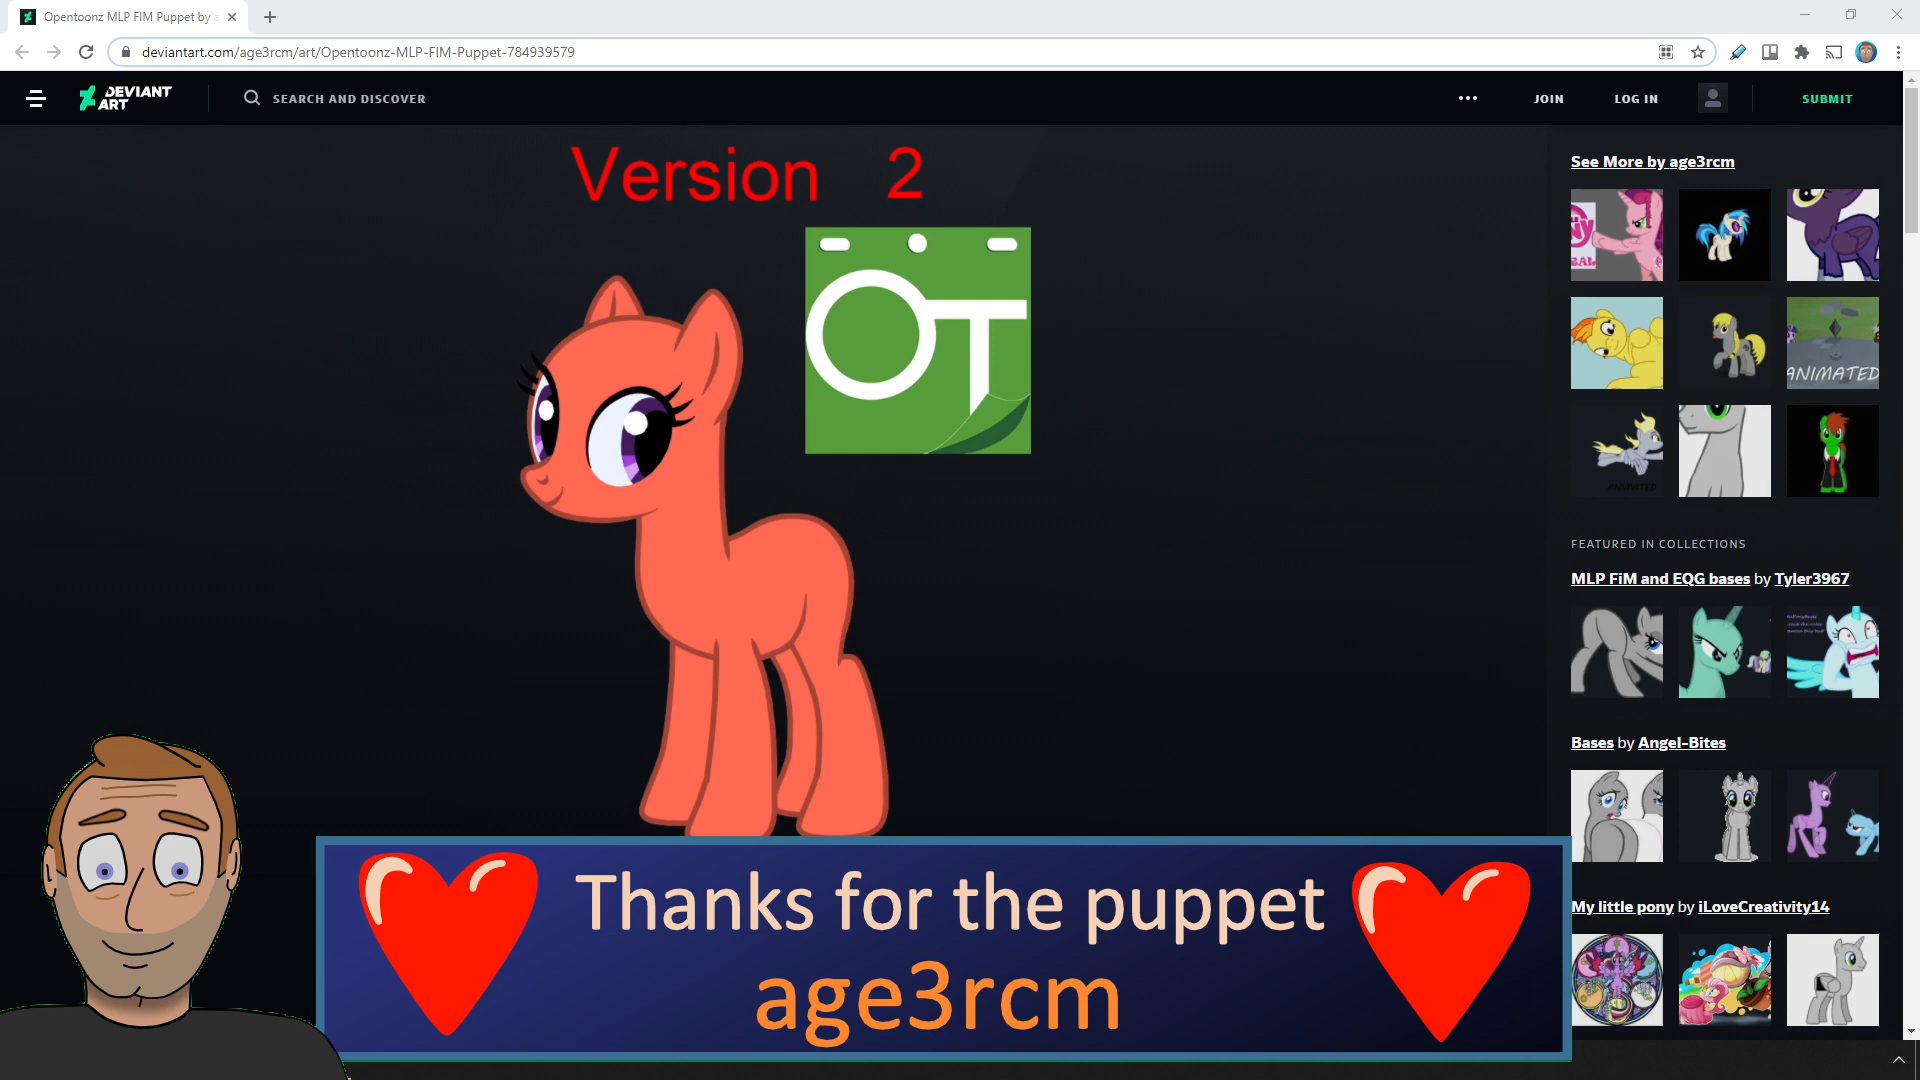 Opentoonz MLP FIM Puppet by a
deviantart.com/age3rcm/art/Opentoonz-MLP-FIM-Puppet-784939579
DEVIANT
ART
SEARCH AND DISCOVER
JOIN
LOG IN
SUBMIT
Version 2
OT
See More by age3rcm
ANIMATED
ANIMATED
FEATURED IN COLLECTIONS
MLP FiM and EQG bases by Tyler3967
Bases by Angel-Bites
My little pony by iLoveCreativity14
Thanks for the puppet
age3rcm